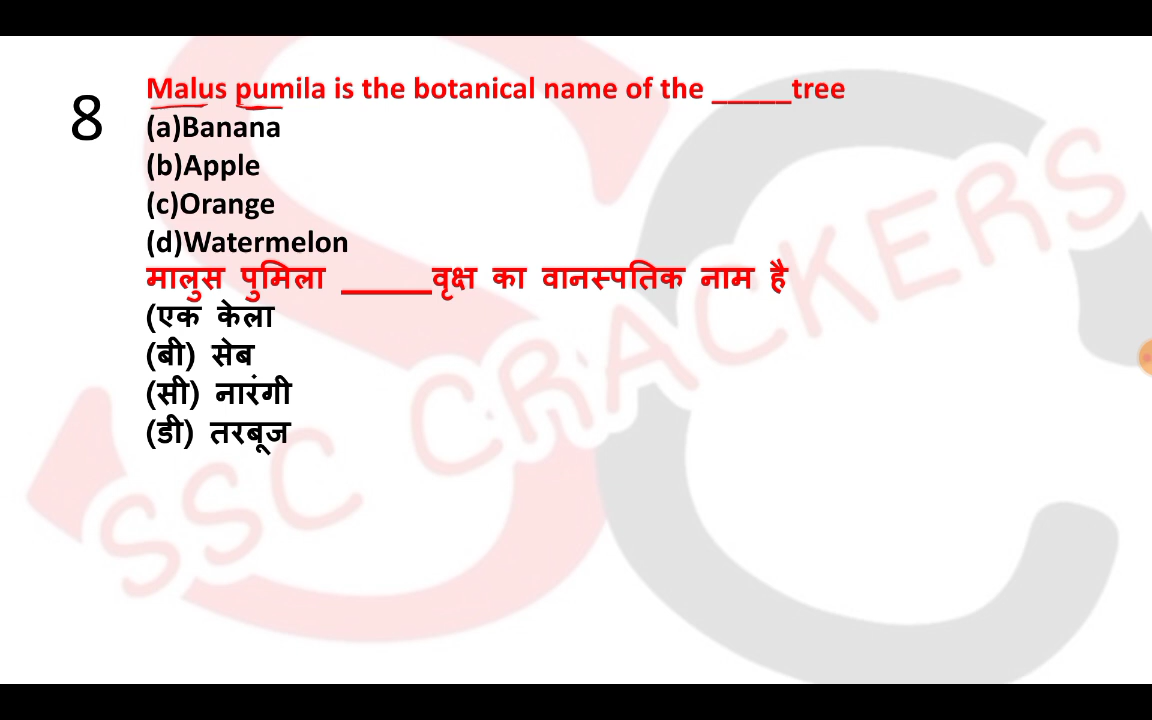 8
Malus pumila is the botanical name of the _____tree
(a)Banana
(b)Apple
(c)Orange
(d)Watermelon
मालुस पुमिला ______वृक्ष का वानस्पतिक नाम है
(एक केला
(बी) सेब
(सी) नारंगी
(डी) तरबूज
SSC CRACKERS